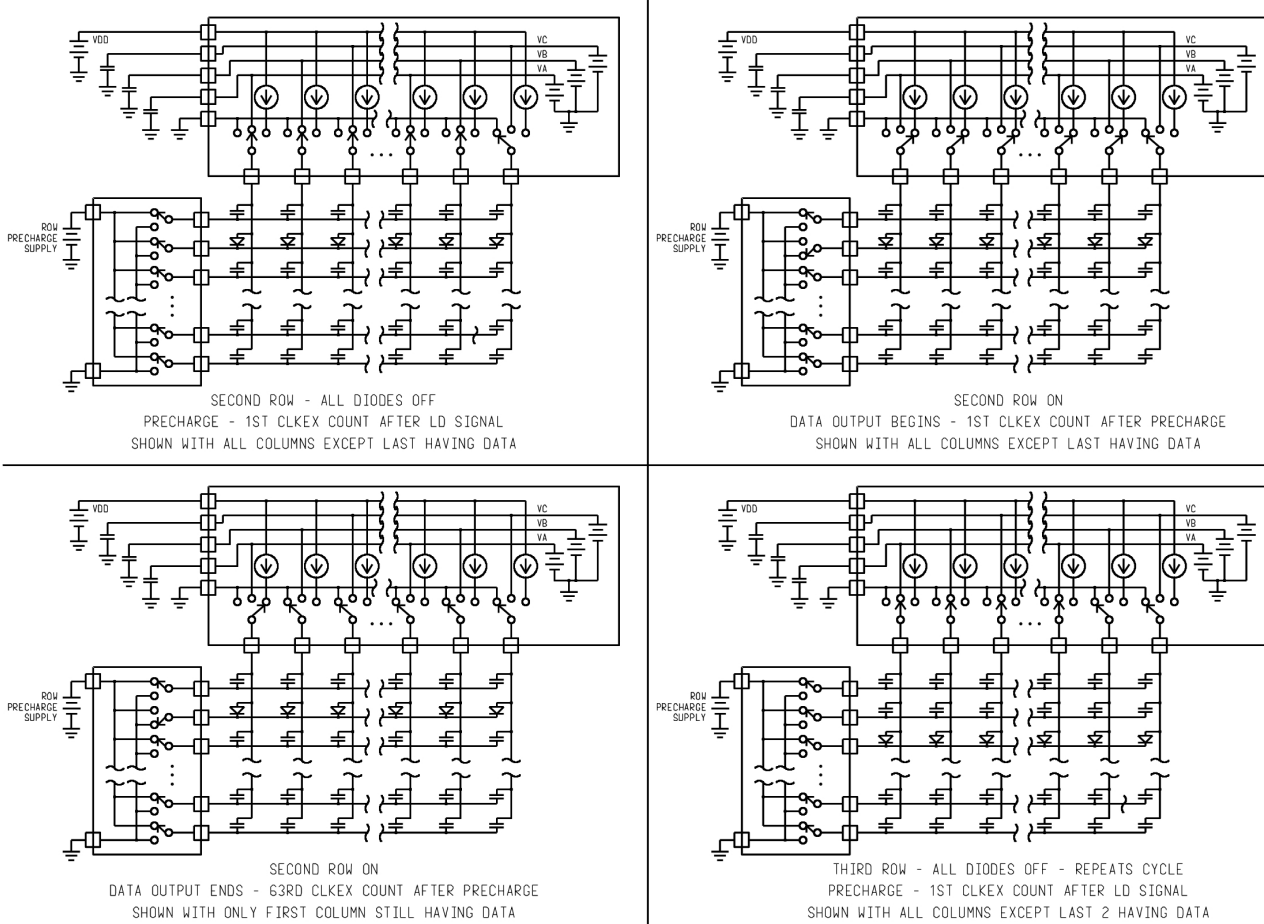 VDD
VC
VB
VA
ROW
PRECHARGE
SUPPLY
SECOND ROW - ALL DIODES OFF
PRECHARGE - 1ST CLKEX COUNT AFTER LD SIGNAL
SHOWN WITH ALL COLUMNS EXCEPT LAST HAVING DATA
VDD
VC
VB
VA
ROW
PRECHARGE
SUPPLY
SECOND ROW ON
DATA OUTPUT BEGINS - 1ST CLKEX COUNT AFTER PRECHARGE
SHOWN WITH ALL COLUMNS EXCEPT LAST HAVING DATA
VDD
VC
VB
VA
ROW
PRECHARGE
SUPPLY
SECOND ROW ON
DATA OUTPUT ENDS - 63RD CLKEX COUNT AFTER PRECHARGE
SHOWN WITH ONLY FIRST COLUMN STILL HAVING DATA
VDD
VC
VB
VA
ROW
PRECHARGE
SUPPLY
THIRD ROW - ALL DIODES OFF - REPEATS CYCLE
PRECHARGE - 1ST CLKEX COUNT AFTER LD SIGNAL
SHOWN WITH ALL COLUMNS EXCEPT LAST 2 HAVING DATA